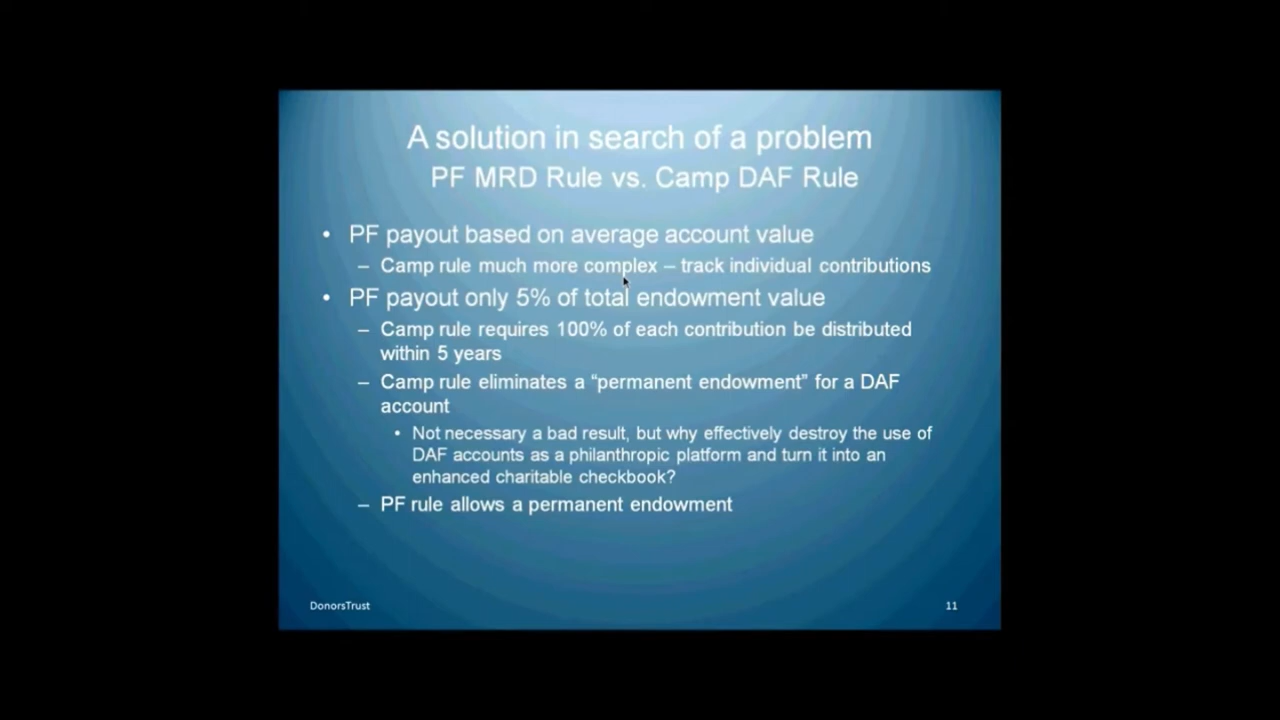 A solution in search of a problem
PF MRD Rule vs. Camp DAF Rule
• PF payout based on average account value
– Camp rule much more complex – track individual contributions
• PF payout only 5% of total endowment value
– Camp rule requires 100% of each contribution be distributed
within 5 years
– Camp rule eliminates a “permanent endowment” for a DAF
account
• Not necessary a bad result, but why effectively destroy the use of
DAF accounts as a philanthropic platform and turn it into an
enhanced charitable checkbook?
– PF rule allows a permanent endowment
DonorsTrust
11